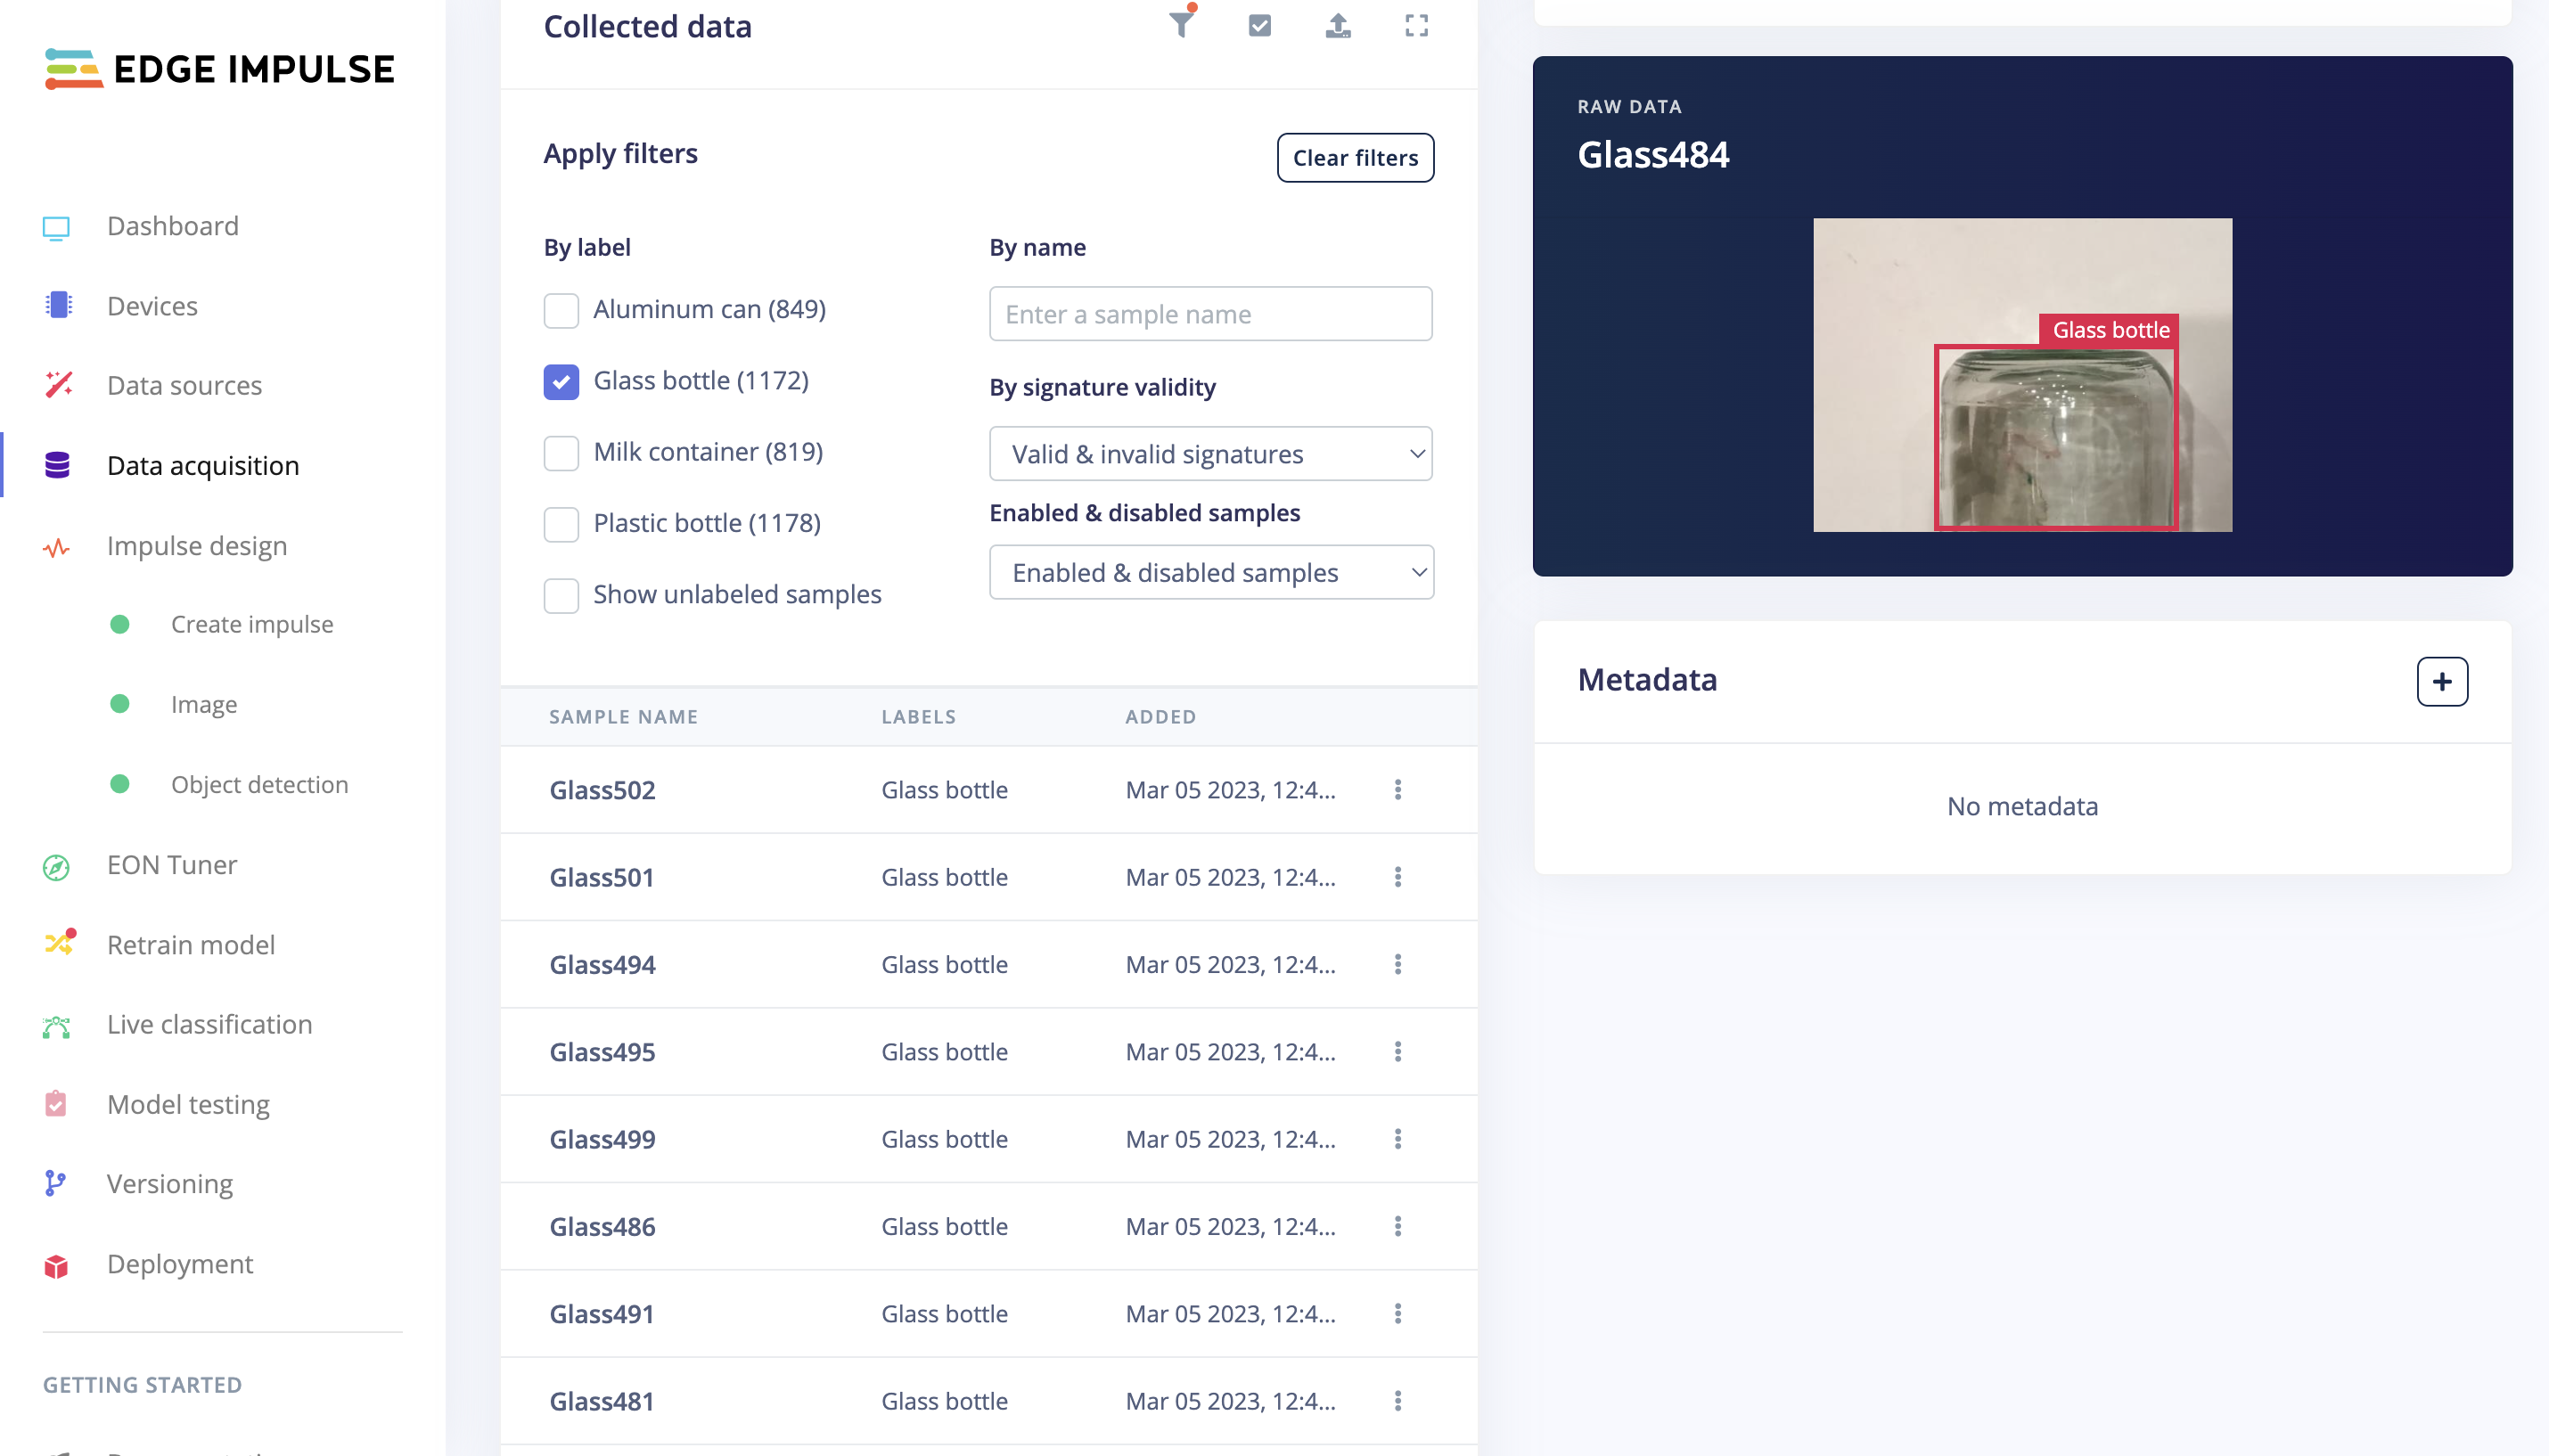 EDGE IMPULSE
Dashboard
Devices
Data sources
Data acquisition
Impulse design
Create impulse
Image
Object detection
EON Tuner
Retrain model
Live classification
Model testing
Versioning
Deployment
GETTING STARTED
Collected data
Apply filters
Clear filters
By label
Aluminum can (849)
Glass bottle (1172)
Milk container (819)
Plastic bottle (1178)
Show unlabeled samples
By name
Enter a sample name
By signature validity
Valid & invalid signatures
Enabled & disabled samples
Enabled & disabled samples
SAMPLE NAME LABELS ADDED
Glass502 Glass bottle Mar 05 2023, 12:4...
Glass501 Glass bottle Mar 05 2023, 12:4...
Glass494 Glass bottle Mar 05 2023, 12:4...
Glass495 Glass bottle Mar 05 2023, 12:4...
Glass499 Glass bottle Mar 05 2023, 12:4...
Glass486 Glass bottle Mar 05 2023, 12:4...
Glass491 Glass bottle Mar 05 2023, 12:4...
Glass481 Glass bottle Mar 05 2023, 12:4...
RAW DATA
Glass484
Glass bottle
Metadata
No metadata